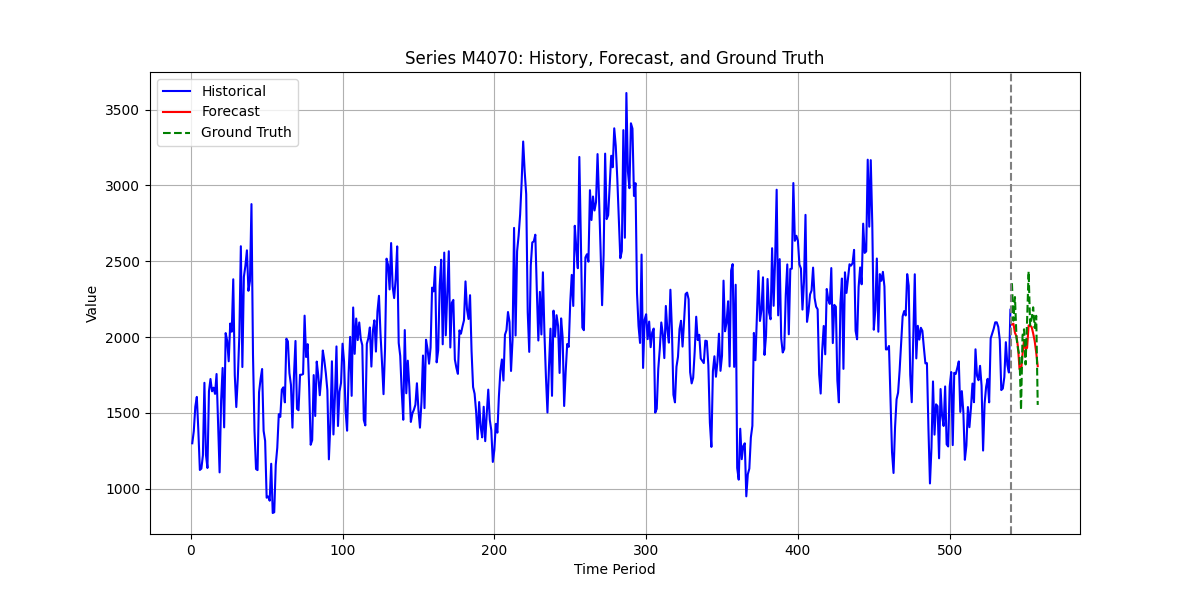 Series M4070: History, Forecast, and Ground Truth
Historical
Forecast
Ground Truth
3500
3000
2500
2000
1500
1000
Value
0 100 200 300 400 500
Time Period